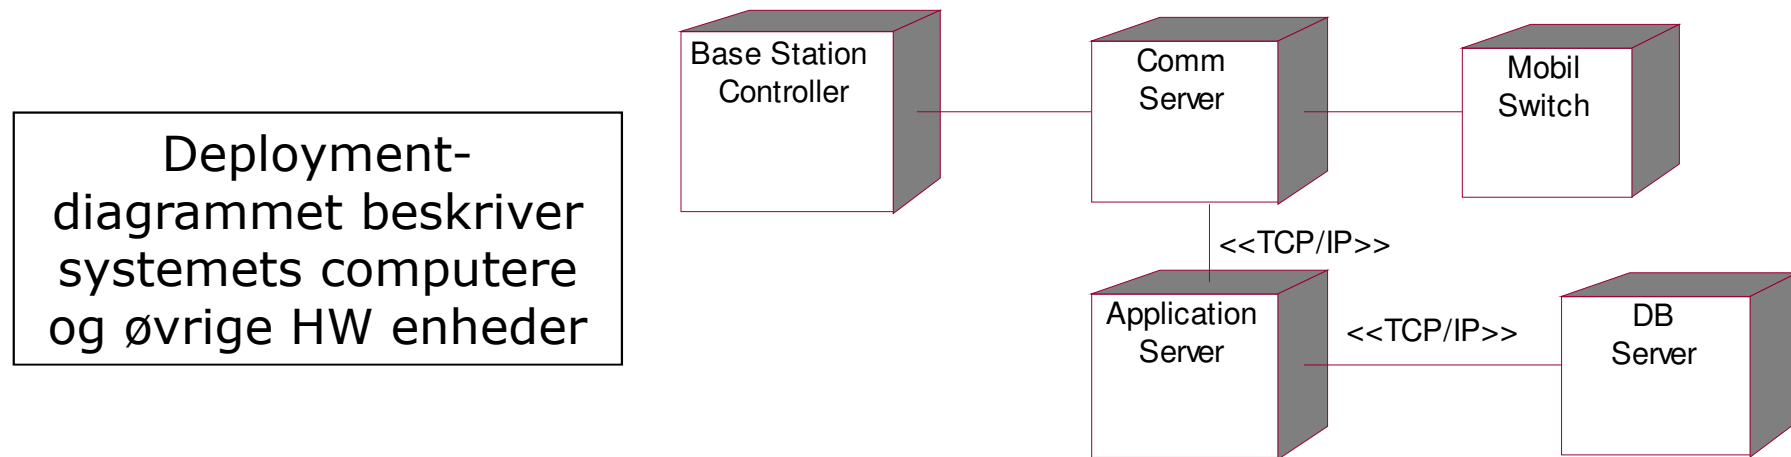 Deployment-
diagrammet beskriver
systemets computere
og øvrige HW enheder
Base Station
Controller
Comm
Server
Mobil
Switch
<<TCP/IP>>
Application
Server
<<TCP/IP>>
DB
Server